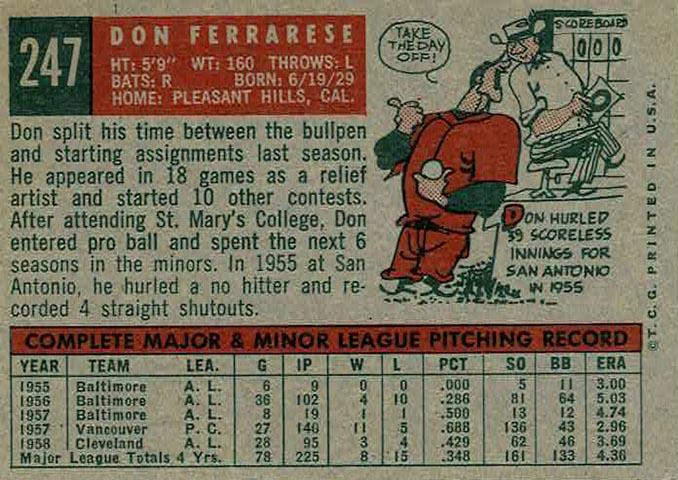 247
DON FERRARESE
HT: 5'9" WT: 160 THROWS: L
BATS: R BORN: 6/19/29
HOME: PLEASANT HILLS, CAL.
Don split his time between the bullpen
and starting assignments last season.
He appeared in 18 games as a relief
artist and started 10 other contests.
After attending St. Mary's College, Don
entered pro ball and spent the next 6
seasons in the minors. In 1955 at San
Antonio, he hurled a no hitter and re-
corded 4 straight shutouts.
TAKE
THE DAY
OFF!
SCOREBOARD
0 0 0
DON HURLED
39 SCORELESS
INNINGS FOR
SAN ANTONIO
IN 1955
© T. C. G. PRINTED IN U.S.A.
COMPLETE MAJOR & MINOR LEAGUE PITCHING RECORD
YEAR TEAM LEA. G IP W L PCT SO BB ERA
1955 Baltimore A. L. 6 9 0 0 .000 5 11 3.00
1956 Baltimore A. L. 36 102 4 10 .286 81 64 5.03
1957 Baltimore A. L. 8 19 1 1 .500 13 12 4.74
1957 Vancouver P. C. 27 140 11 5 .688 136 43 2.96
1958 Cleveland A. L. 28 95 3 4 .429 62 46 3.69
Major League Totals 4 Yrs. 78 225 8 15 .348 161 133 4.36